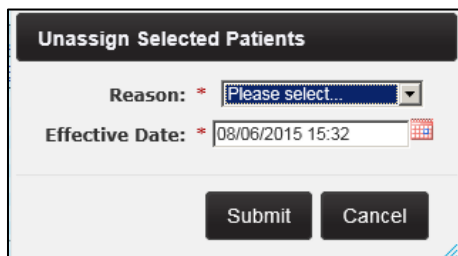 Unassign Selected Patients
Reason: * Please select...
Effective Date: * 08/06/2015 15:32
Submit Cancel